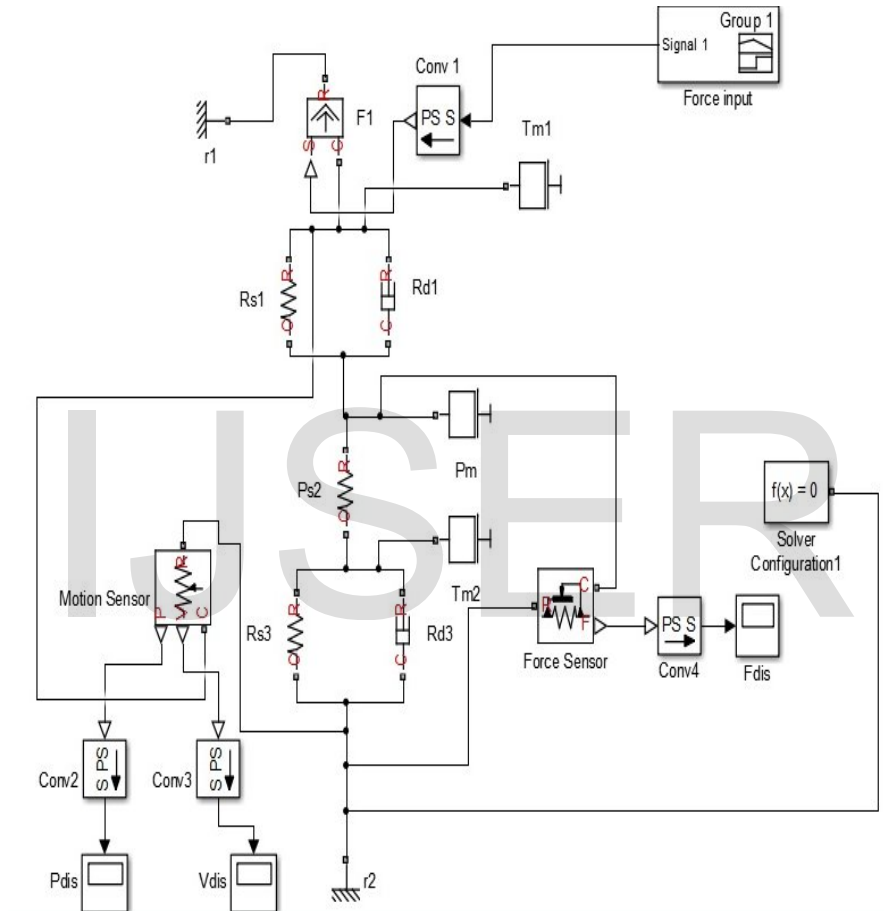 Group 1
Signal 1
Force input
Conv 1
PS S
F1
R
S
C
r1
Tm1
Rs1
R
C
Rd1
R
C
Pm
Ps2
R
C
f(x) = 0
Solver
Configuration1
Tm2
Motion Sensor
R
P
V
C
Rs3
R
C
Rd3
R
C
R
C
F
Force Sensor
PS S
Conv4
Fdis
Conv2
S PS
Conv3
S PS
Pdis
Vdis
r2
IJSER